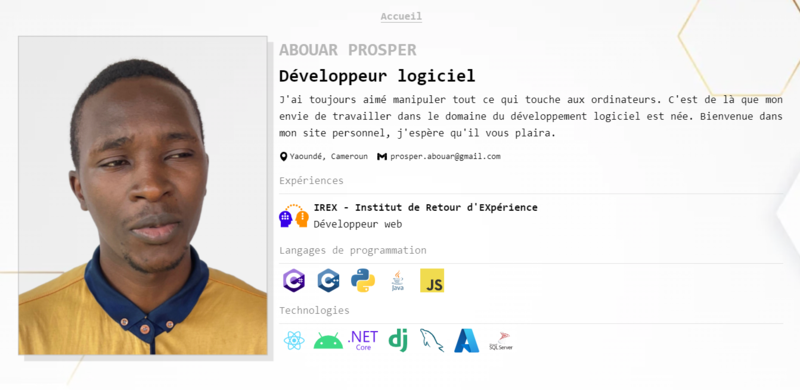 Accueil
ABOUAR PROSPER
Développeur logiciel
J'ai toujours aimé manipuler tout ce qui touche aux ordinateurs. C'est de là que mon
envie de travailler dans le domaine du développement logiciel est née. Bienvenue dans
mon site personnel, j'espère qu'il vous plaira.
Yaoundé, Cameroun prosper.abouar@gmail.com
Expériences
IREX - Institut de Retour d'EXpérience
Développeur web
Langages de programmation
Java
JS
Technologies
.NET
Core
dj
SQL Server